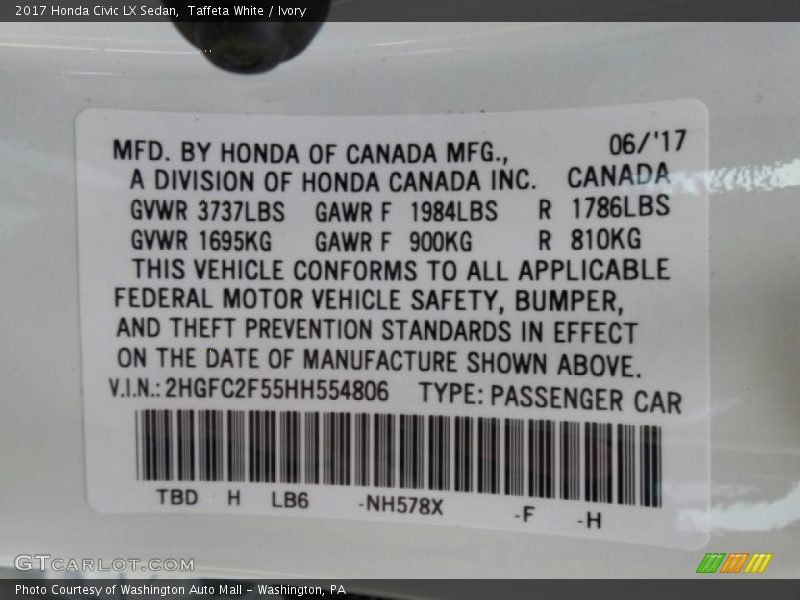 2017 Honda Civic LX Sedan,  Taffeta White / Ivory
MFD. BY HONDA OF CANADA MFG., 06/'17
A DIVISION OF HONDA CANADA INC. CANADA
GVWR 3737LBS GAWR F 1984LBS R 1786LBS
GVWR 1695KG GAWR F 900KG R 810KG
THIS VEHICLE CONFORMS TO ALL APPLICABLE
FEDERAL MOTOR VEHICLE SAFETY, BUMPER,
AND THEFT PREVENTION STANDARDS IN EFFECT
ON THE DATE OF MANUFACTURE SHOWN ABOVE.
V.I.N.: 2HGFC2F55HH554806 TYPE: PASSENGER CAR
TBD H LB6 -NH578X -F -H
GTCARLOT.COM
Photo Courtesy of Washington Auto Mall - Washington, PA